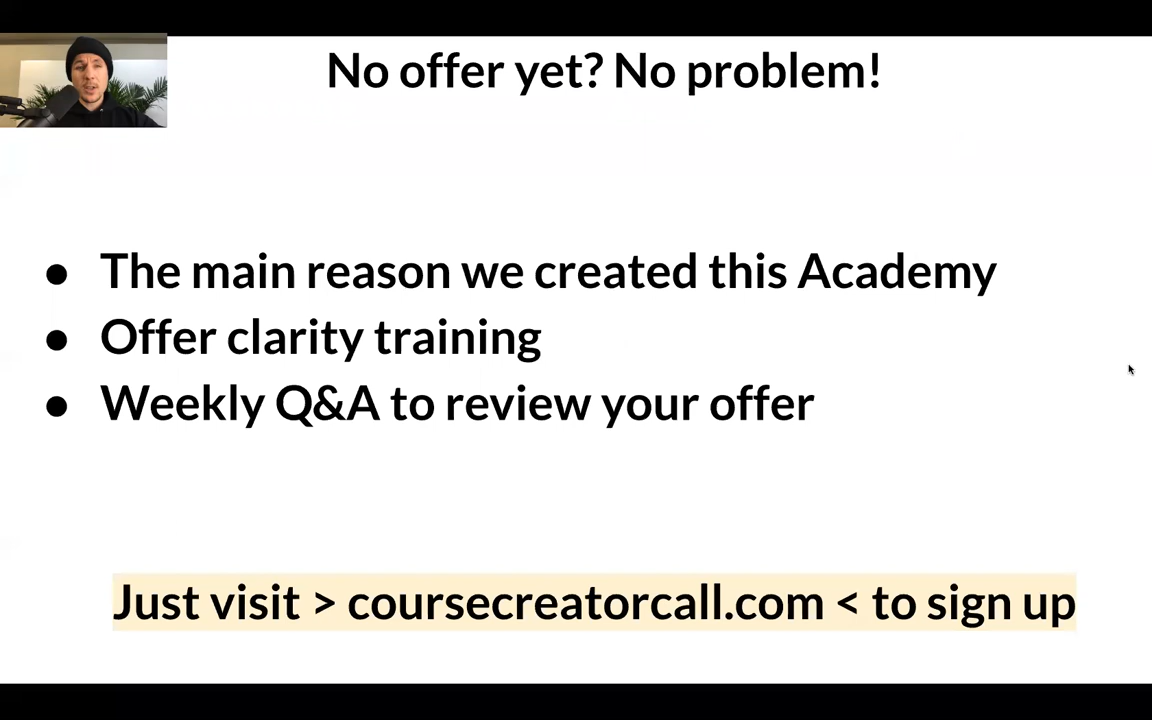 No offer yet? No problem!
● The main reason we created this Academy
● Offer clarity training
● Weekly Q&A to review your offer
Just visit > coursecreatorcall.com < to sign up